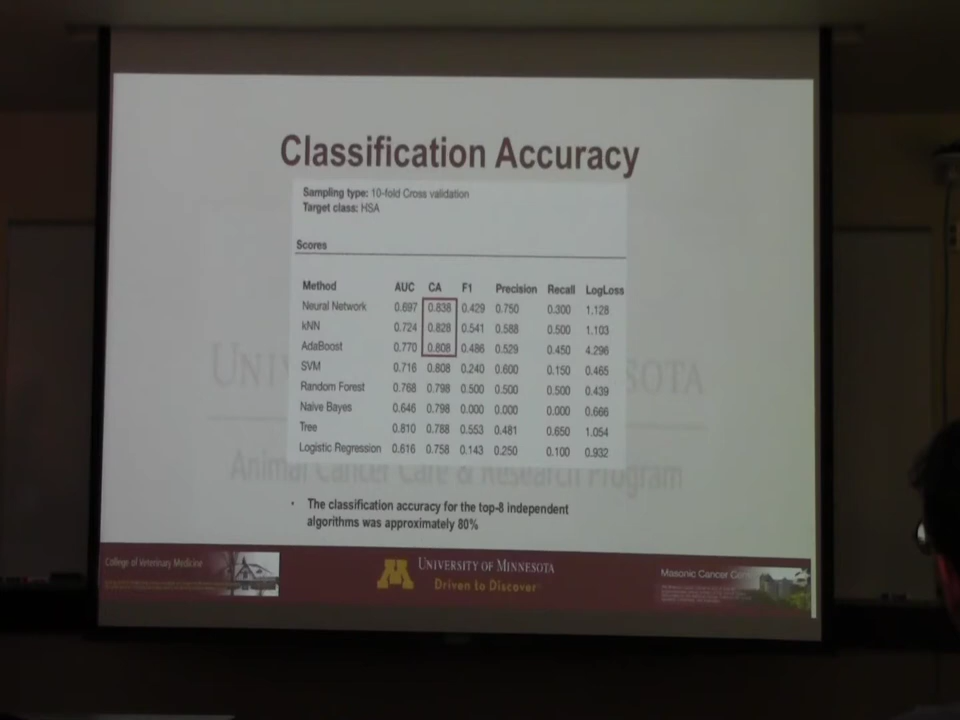 Classification Accuracy
Sampling type: 10-fold Cross validation
Target class: HSA
Scores
Method AUC CA F1 Precision Recall LogLoss
Neural Network 0.697 0.838 0.429 0.750 0.300 1.128
kNN 0.724 0.828 0.541 0.588 0.500 1.103
AdaBoost 0.770 0.808 0.486 0.529 0.450 4.296
SVM 0.716 0.808 0.240 0.600 0.150 0.465
Random Forest 0.768 0.798 0.500 0.500 0.500 0.439
Naive Bayes 0.646 0.798 0.000 0.000 0.000 0.666
Tree 0.810 0.788 0.553 0.481 0.650 1.054
Logistic Regression 0.616 0.758 0.143 0.250 0.100 0.932
UNI SOTA
Animal Cancer Care & Research Program
• The classification accuracy for the top-8 independent
algorithms was approximately 80%
College of Veterinary Medicine
M
UNIVERSITY OF MINNESOTA
Driven to Discover
Masonic Cancer